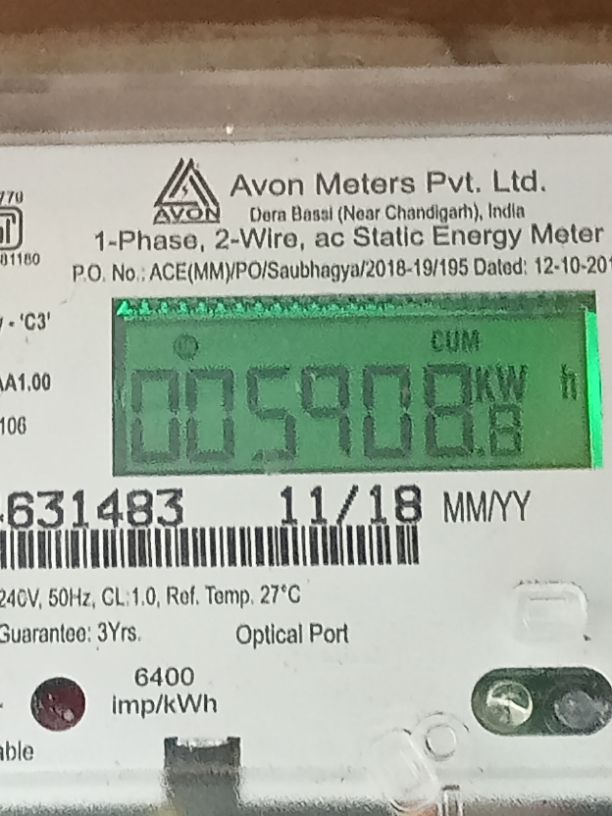 AVON
Avon Meters Pvt. Ltd.
Dera Bassi (Near Chandigarh), India
1-Phase, 2-Wire, ac Static Energy Meter
P.O. No.: ACE(MM)/PO/Saubhagya/2018-19/195 Dated: 12-10-201
81160
- 'C3'
CUM
005908.8 KW h
A1.00
106
631483 11/18 MM/YY
240V, 50Hz, CL:1.0, Ref. Temp. 27°C
Guarantee: 3Yrs. Optical Port
6400
imp/kWh
able